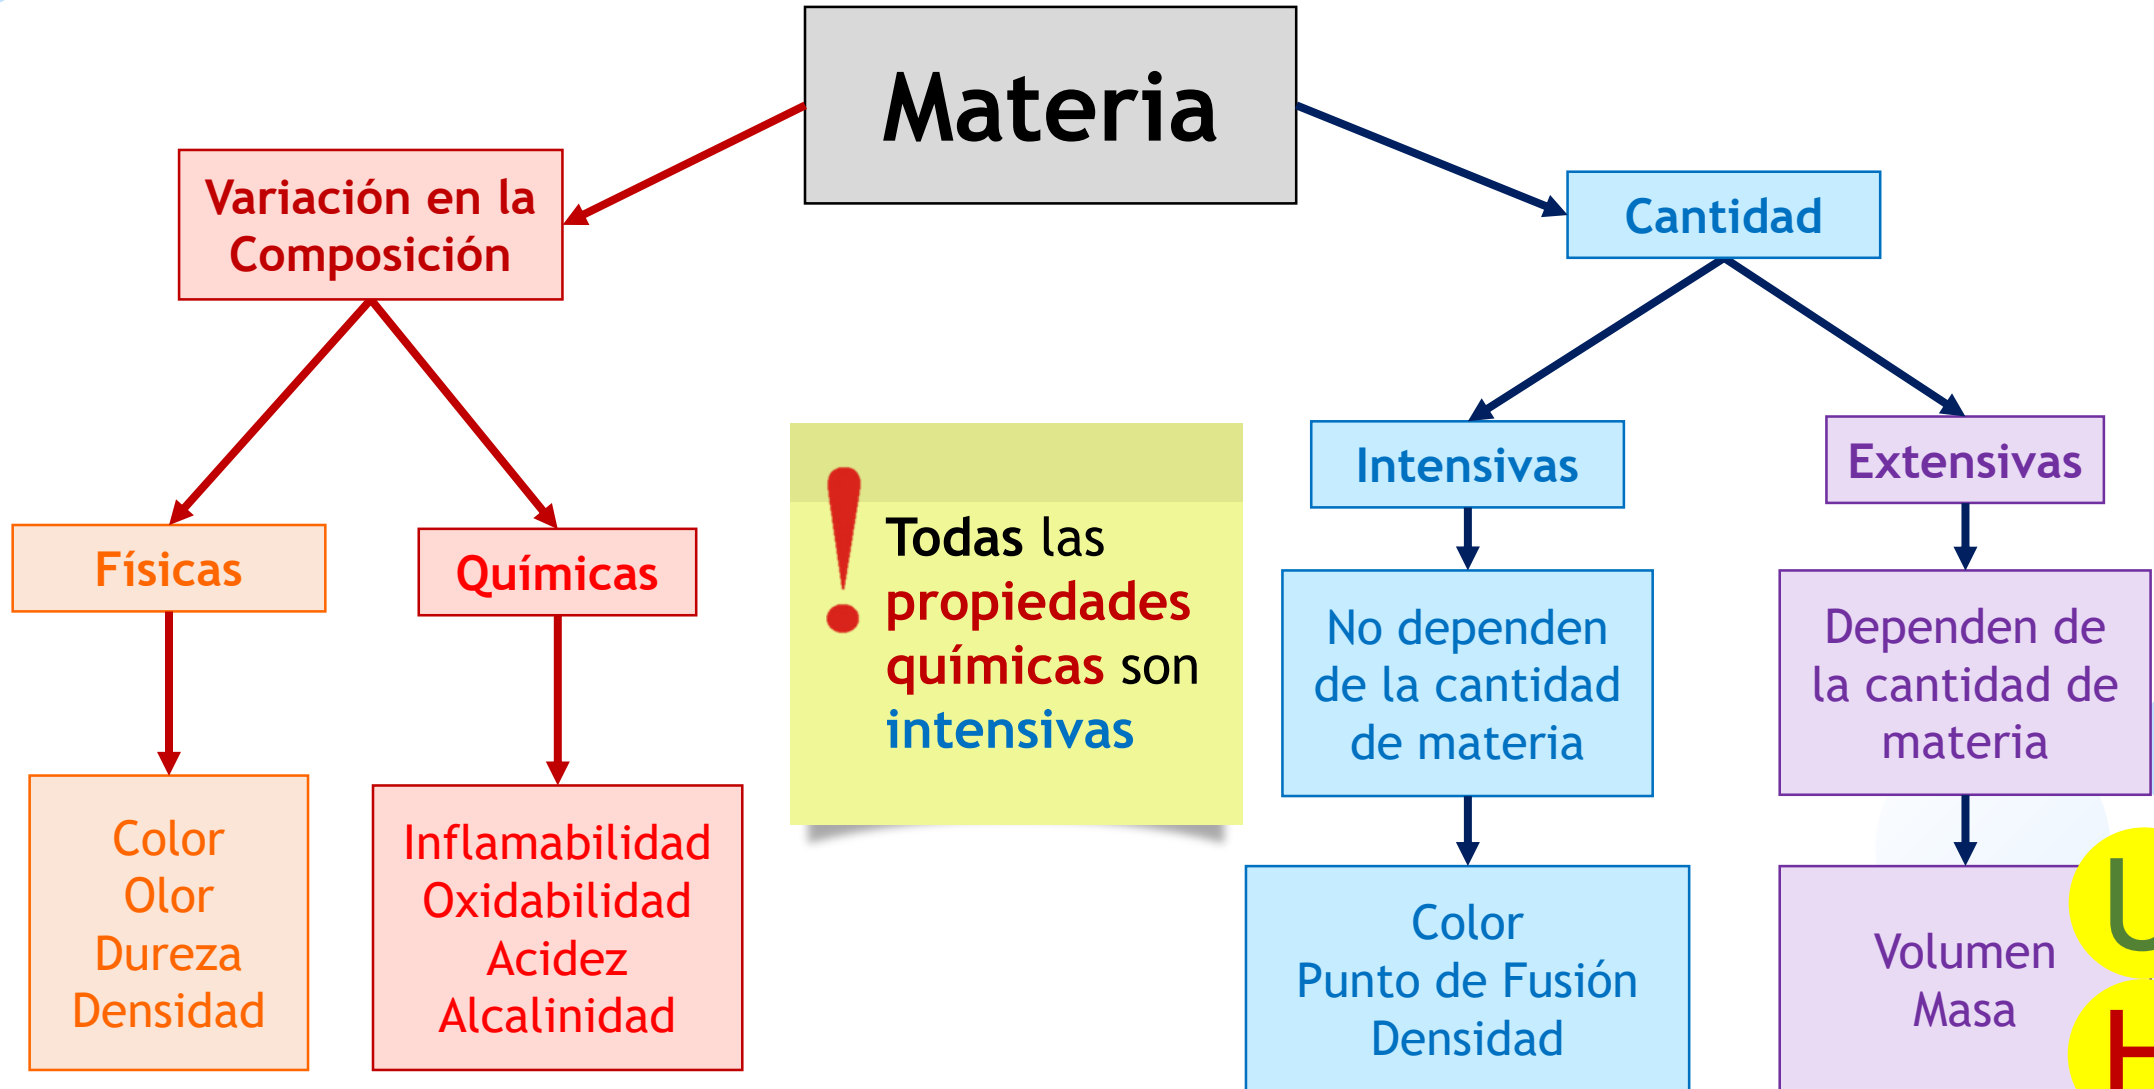 Materia
Variación en la
Composición
Cantidad
Físicas
Químicas
Todas las
propiedades
químicas son
intensivas
Intensivas
Extensivas
No dependen
de la cantidad
de materia
Dependen de
la cantidad de
materia
Color
Olor
Dureza
Densidad
Inflamabilidad
Oxidabilidad
Acidez
Alcalinidad
Color
Punto de Fusión
Densidad
Volumen
Masa
U
H